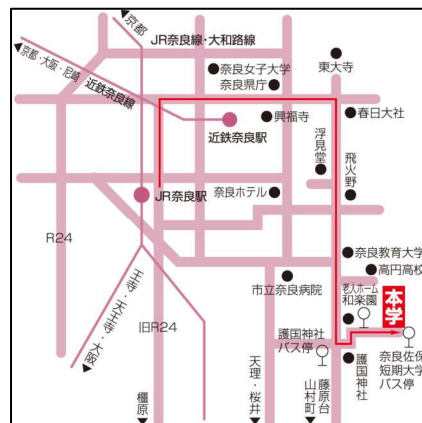 京都
JR奈良線・大和路線
京都・大阪・尼崎
近鉄奈良線
奈良女子大学
奈良県庁
東大寺
興福寺
春日大社
近鉄奈良駅
浮見堂
飛火野
JR奈良駅
奈良ホテル
R24
奈良教育大学
高円高校
市立奈良病院
老人ホーム
和楽園
本学
王寺・天王寺・大阪
旧R24
護国神社
バス停
護国神社
奈良佐保
短期大学
バス停
橿原
天理・桜井
藤原台
山村町